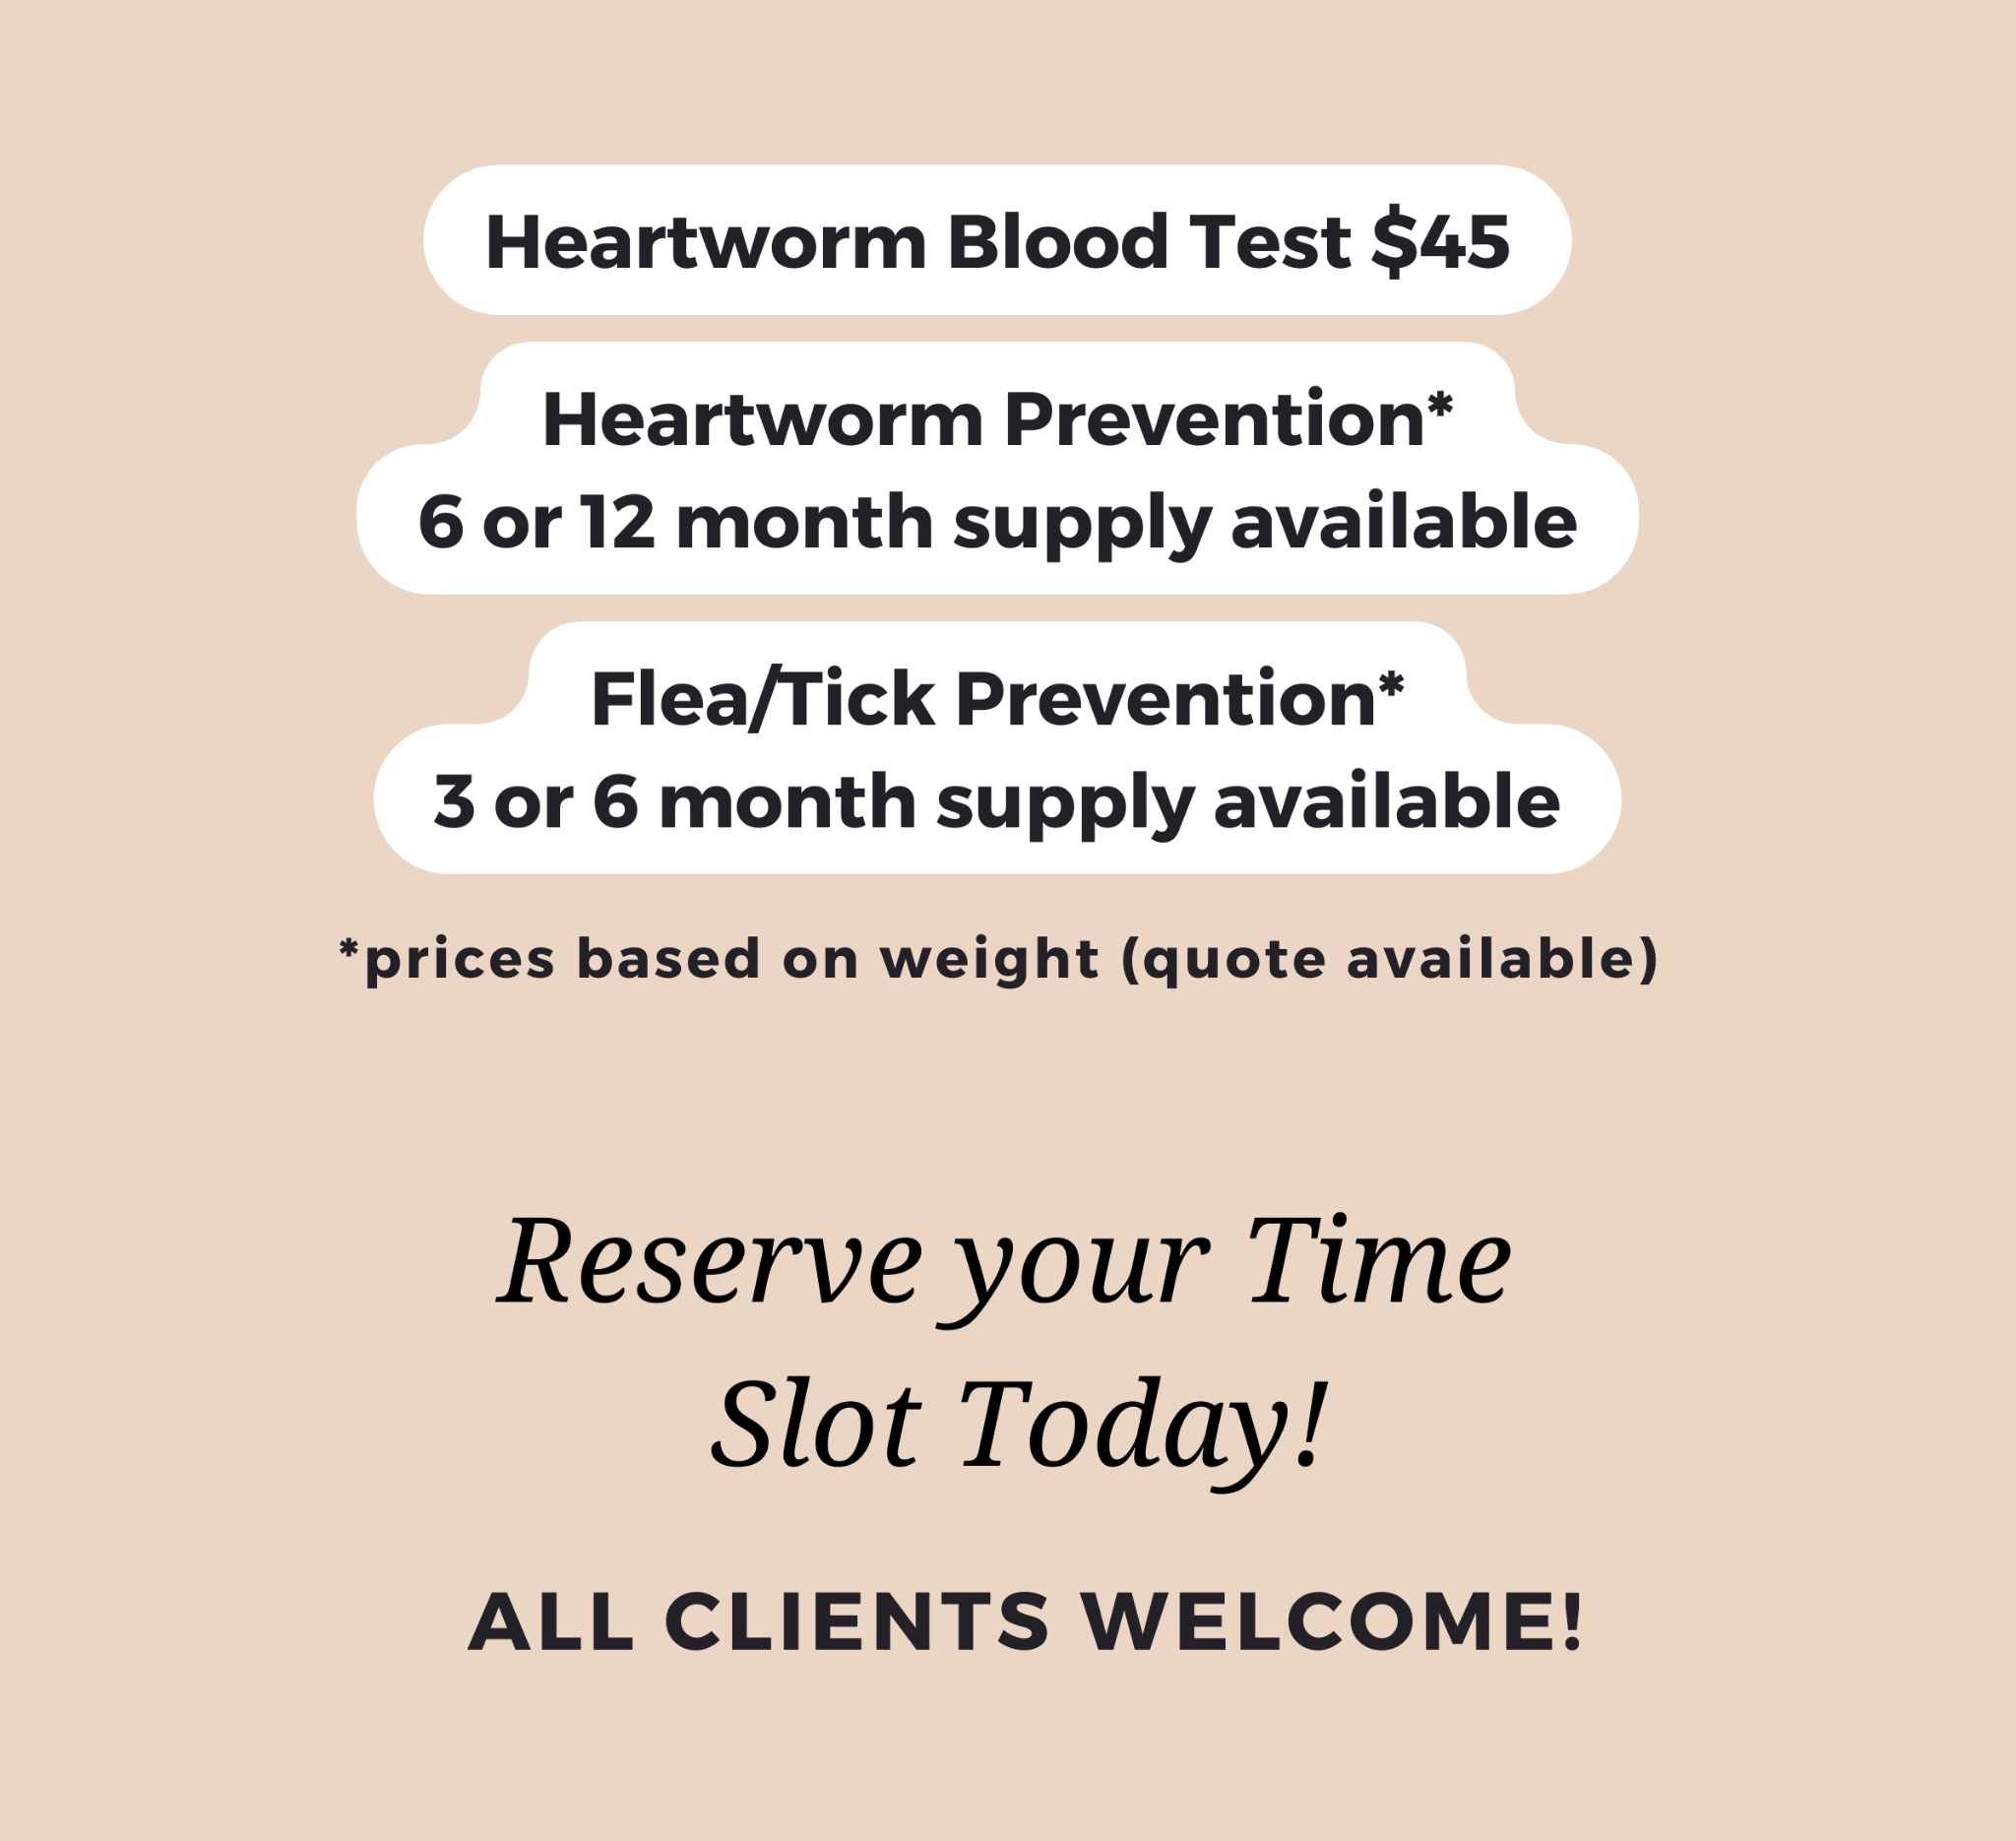 Heartworm Blood Test $45
Heartworm Prevention*
6 or 12 month supply available
Flea/Tick Prevention*
3 or 6 month supply available
*prices based on weight (quote available)
Reserve your Time
Slot Today!
ALL CLIENTS WELCOME!